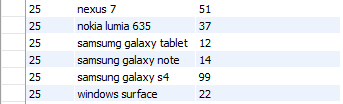 25 nexus 7 51
25 nokia lumia 635 37
25 samsumg galaxy tablet 12
25 samsung galaxy note 14
25 samsung galaxy s4 99
25 windows surface 22